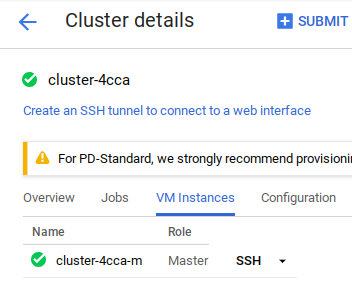 Cluster details
SUBMIT
cluster-4cca
Create an SSH tunnel to connect to a web interface
For PD-Standard, we strongly recommend
Overview Jobs VM Instances Configuration
Name Role
cluster-4cca-m Master SSH